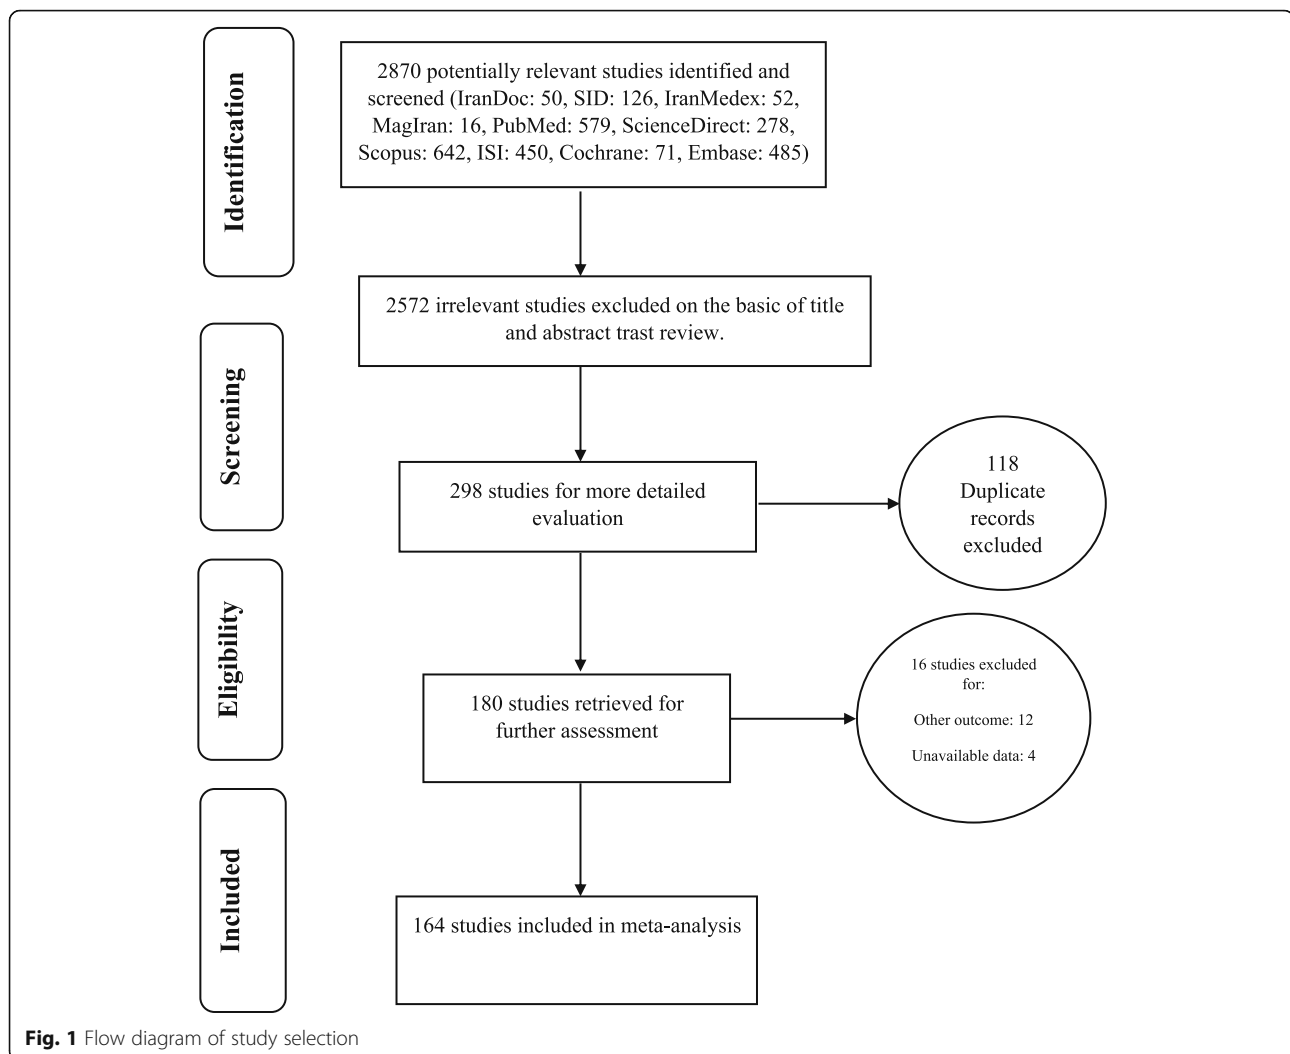 Identification
2870 potentially relevant studies identified and
screened (IranDoc: 50, SID: 126, IranMedex: 52,
MagIran: 16, PubMed: 579, ScienceDirect: 278,
Scopus: 642, ISI: 450, Cochrane: 71, Embase: 485)
2572 irrelevant studies excluded on the basic of title
and abstract trast review.
Screening
298 studies for more detailed
evaluation
118
Duplicate
records
excluded
Eligibility
180 studies retrieved for
further assessment
16 studies excluded
for:
Other outcome: 12
Unavailable data: 4
Included
164 studies included in meta-analysis
Fig. 1 Flow diagram of study selection